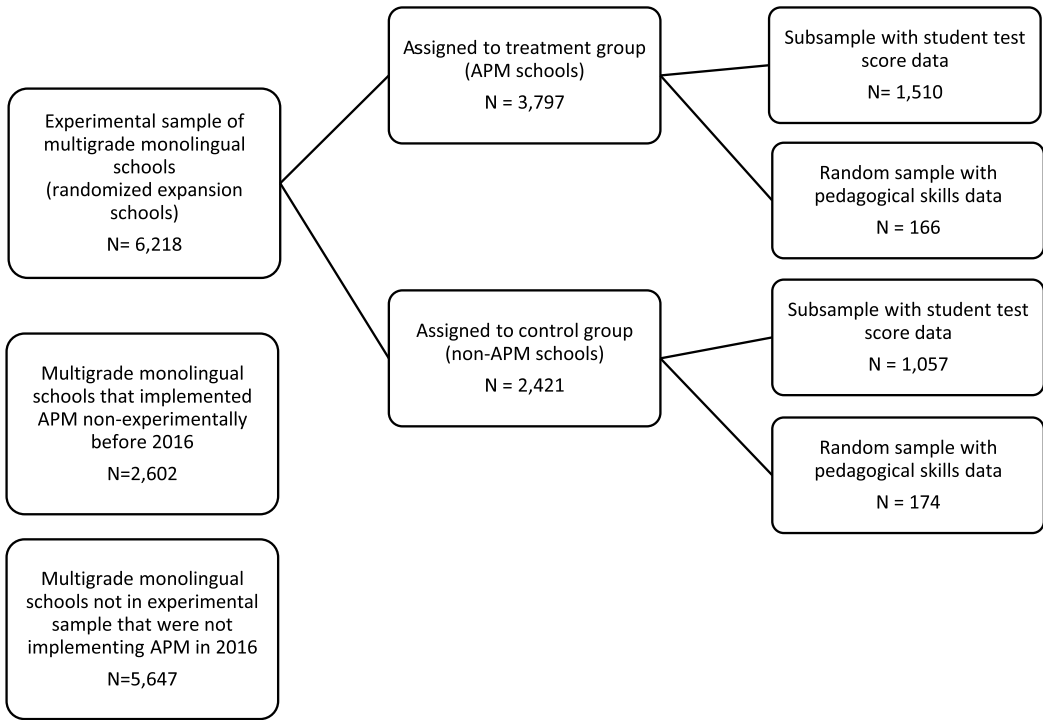 Experimental sample of
multigrade monolingual
schools
(randomized expansion
schools)
N= 6,218
Multigrade monolingual
schools that implemented
APM non-experimentally
before 2016
N=2,602
Multigrade monolingual
schools not in experimental
sample that were not
implementing APM in 2016
N=5,647
Assigned to treatment group
(APM schools)
N = 3,797
Assigned to control group
(non-APM schools)
N = 2,421
Subsample with student test
score data
N= 1,510
Random sample with
pedagogical skills data
N = 166
Subsample with student test
score data
N = 1,057
Random sample with
pedagogical skills data
N = 174